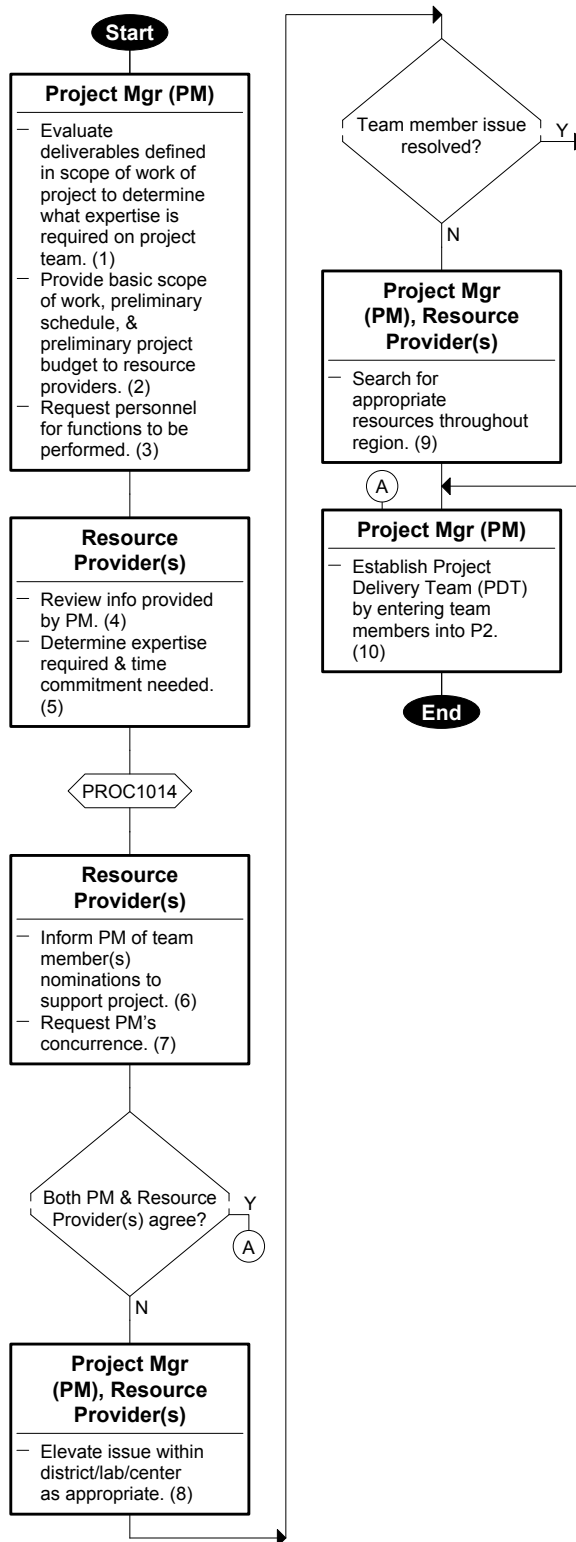 Start
Project Mgr (PM)
– Evaluate
deliverables defined
in scope of work of
project to determine
what expertise is
required on project
team. (1)
– Provide basic scope
of work, preliminary
schedule, &
preliminary project
budget to resource
providers. (2)
– Request personnel
for functions to be
performed. (3)
Resource
Provider(s)
– Review info provided
by PM. (4)
– Determine expertise
required & time
commitment needed.
(5)
PROC1014
Resource
Provider(s)
– Inform PM of team
member(s)
nominations to
support project. (6)
– Request PM’s
concurrence. (7)
Both PM & Resource
Provider(s) agree?
Y
A
N
Project Mgr
(PM), Resource
Provider(s)
– Elevate issue within
district/lab/center
as appropriate. (8)
Team member issue
resolved?
Y
N
Project Mgr
(PM), Resource
Provider(s)
– Search for
appropriate
resources throughout
region. (9)
A
Project Mgr (PM)
– Establish Project
Delivery Team (PDT)
by entering team
members into P2.
(10)
End